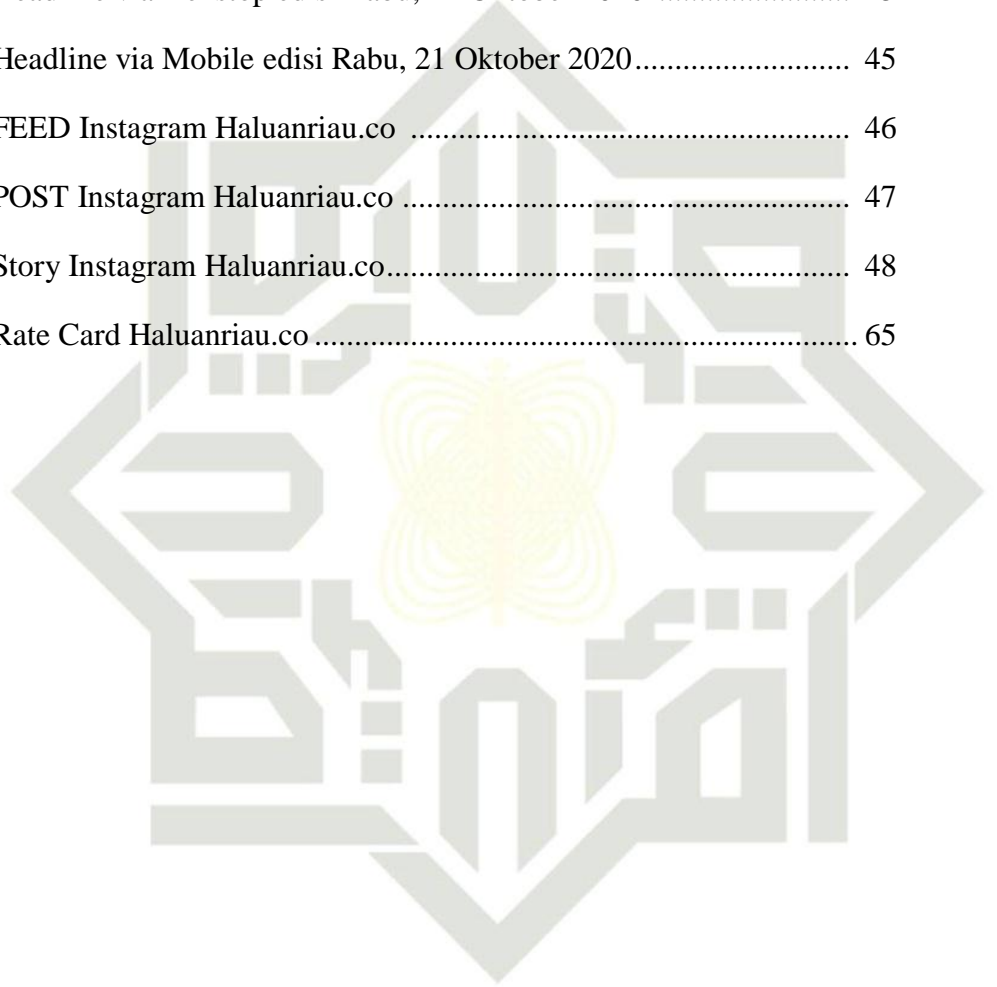 Headline via Mobile edisi Rabu, 21 Oktober 2020........................... 45
FEED Instagram Haluanriau.co ....................................................... 46
POST Instagram Haluanriau.co ........................................................ 47
Story Instagram Haluanriau.co.......................................................... 48
Rate Card Haluanriau.co .................................................................... 65